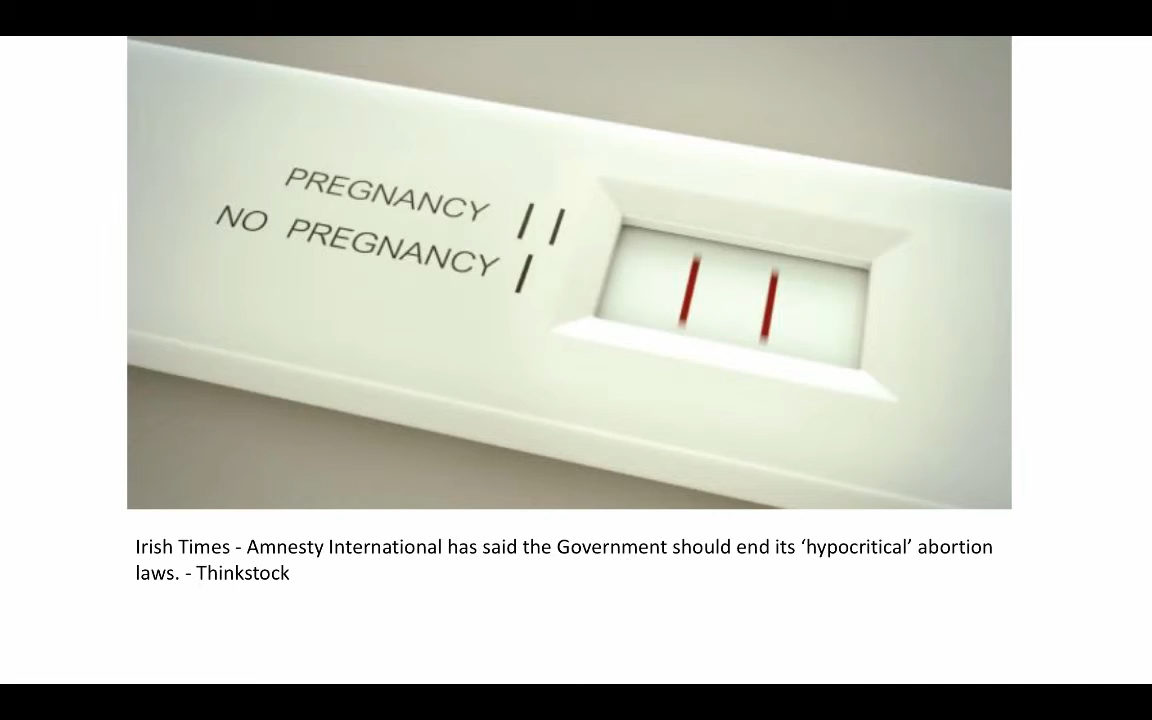 PREGNANCY ||
NO PREGNANCY |
Irish Times - Amnesty International has said the Government should end its ‘hypocritical’ abortion
laws. - Thinkstock